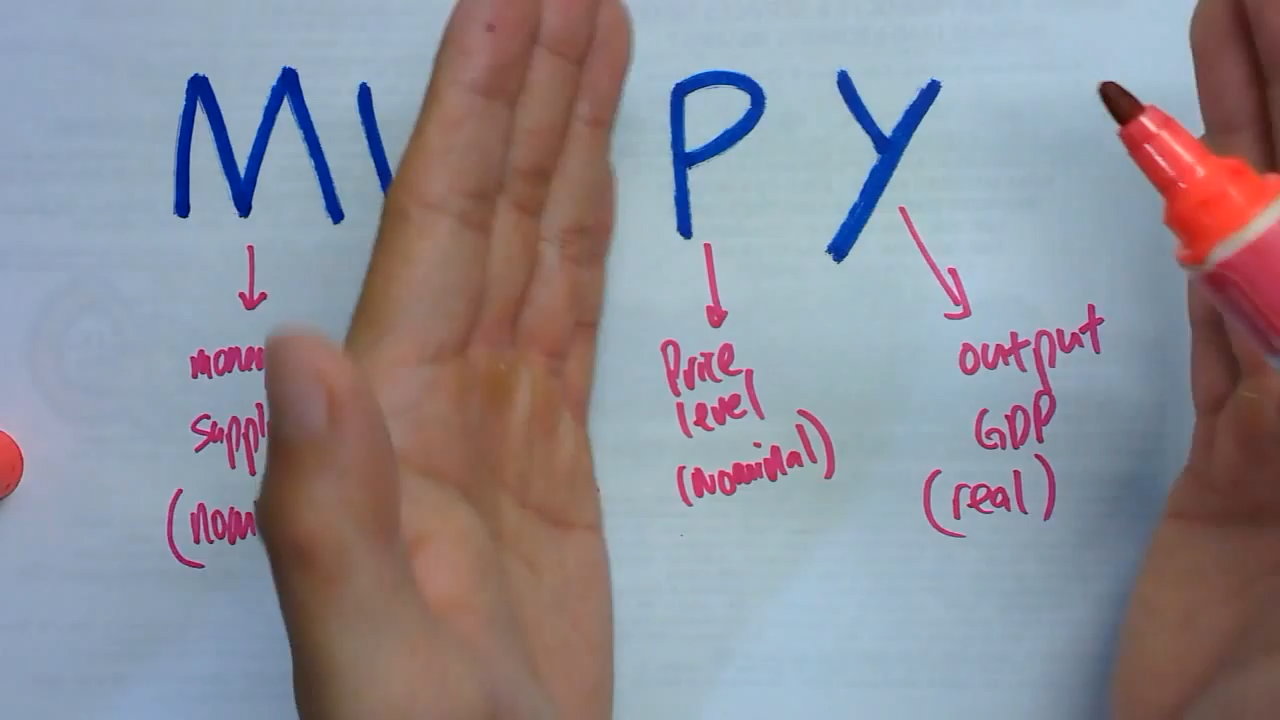 M P Y
Price
level
(nominal)
output
GDP
(real)